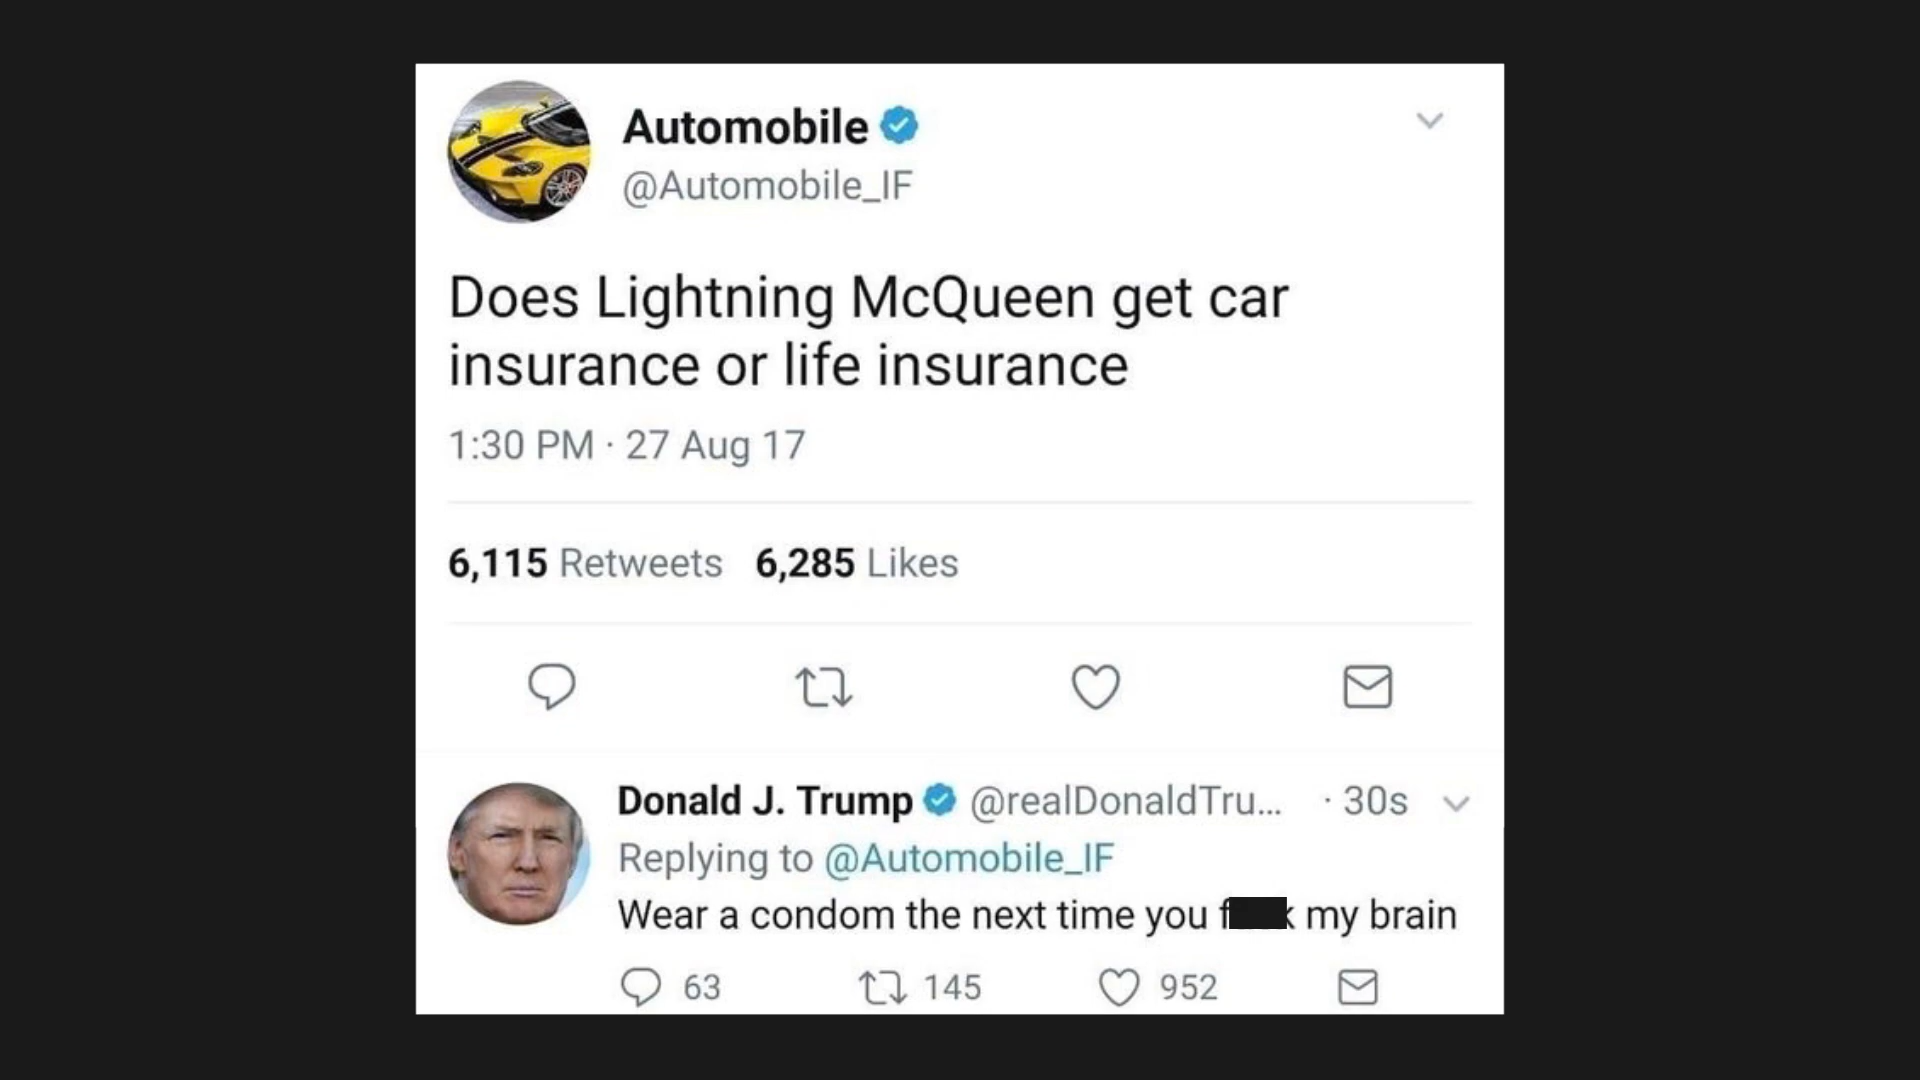 Automobile
@Automobile_IF
Does Lightning McQueen get car
insurance or life insurance
1:30 PM · 27 Aug 17
6,115 Retweets 6,285 Likes
Donald J. Trump @realDonaldTru... · 30s
Replying to @Automobile_IF
Wear a condom the next time you f k my brain
63 145 952